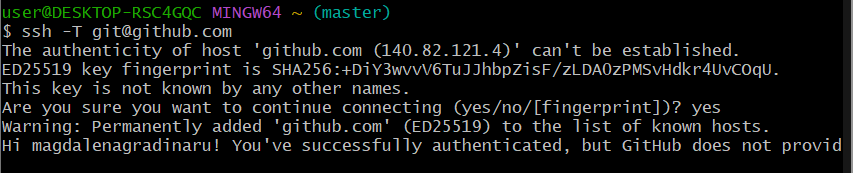 user@DESKTOP-RSC4GQC MINGW64 ~ (master)
$ ssh -T git@github.com
The authenticity of host 'github.com (140.82.121.4)' can't be established.
ED25519 key fingerprint is SHA256:+DiY3wvvV6TuJJhbpZisF/zLDA0zPMSvHdkr4UvCOqU.
This key is not known by any other names.
Are you sure you want to continue connecting (yes/no/[fingerprint])? yes
Warning: Permanently added 'github.com' (ED25519) to the list of known hosts.
Hi magdalenagradinaru! You've successfully authenticated, but GitHub does not provid